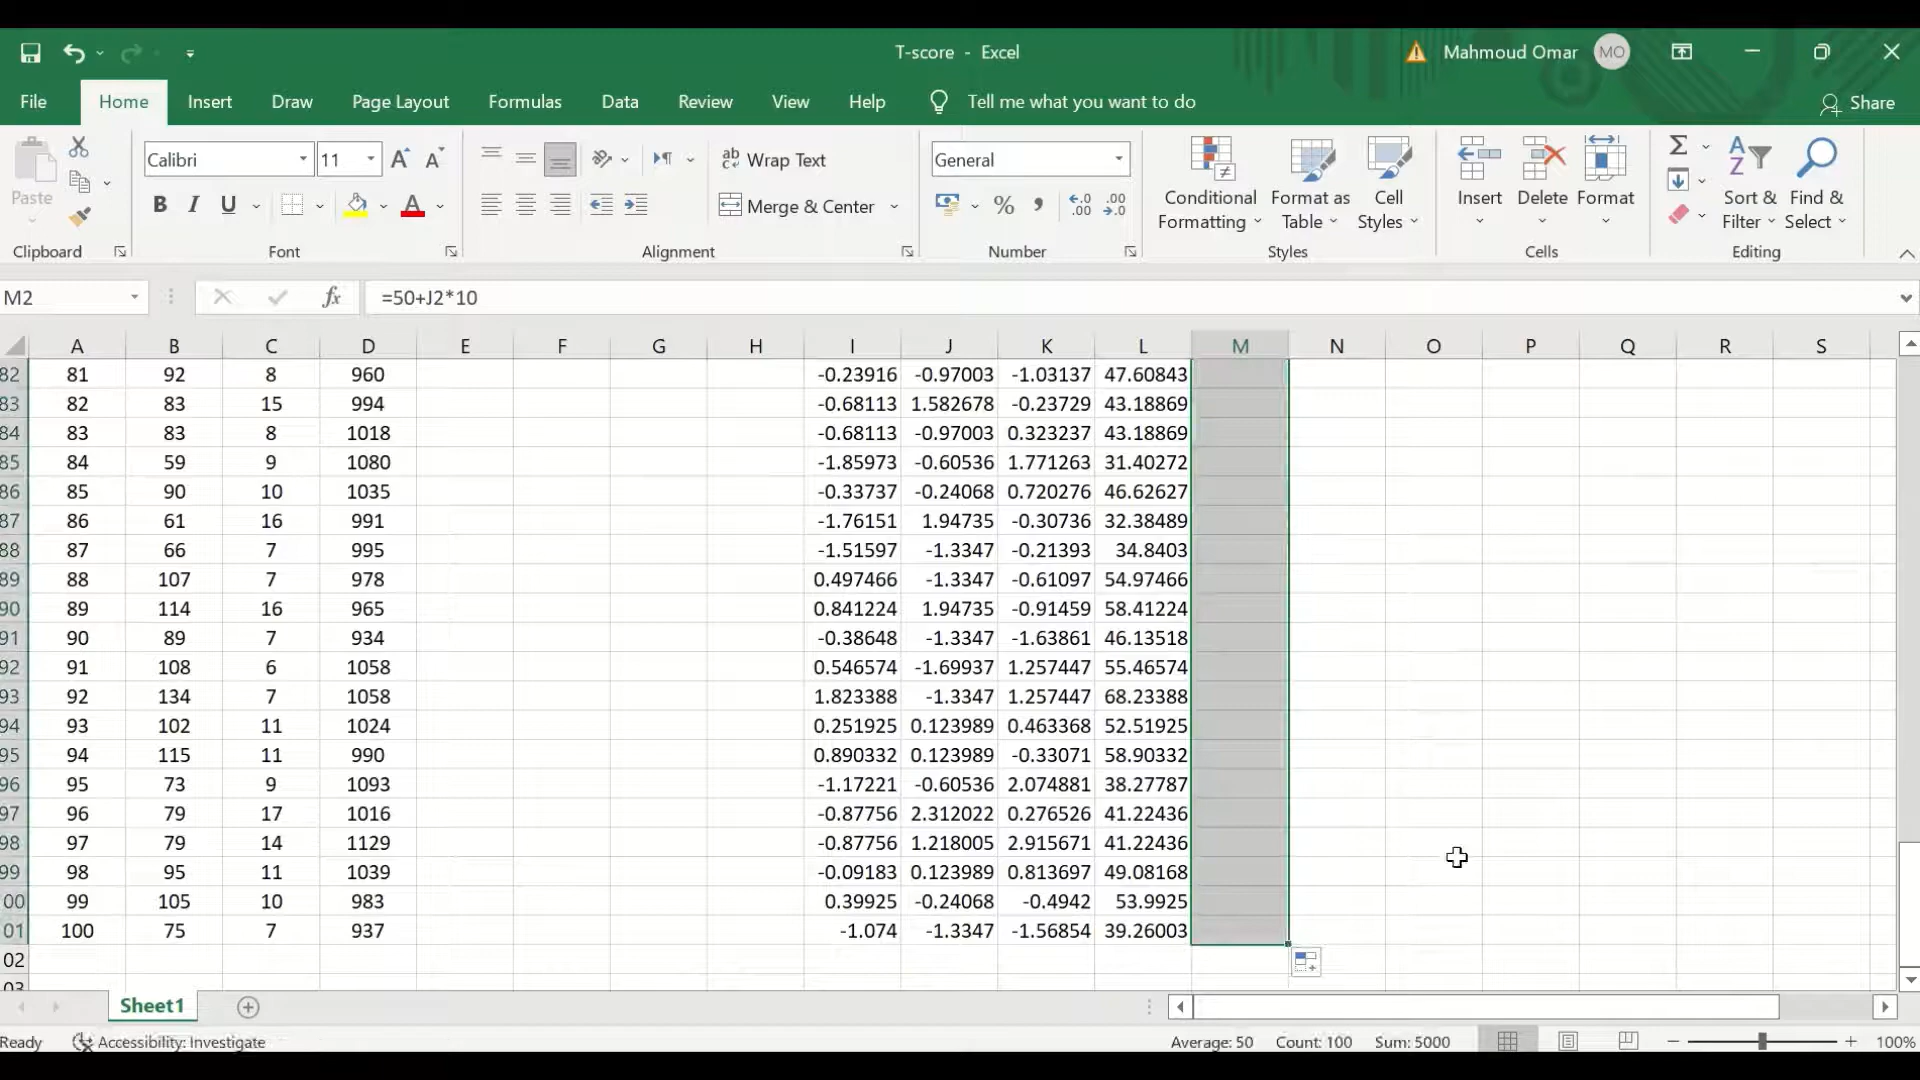 T-score - Excel
Mahmoud Omar MO
File Home Insert Draw Page Layout Formulas Data Review View Help Tell me what you want to do Share
Paste Calibri 11 Wrap Text General Conditional Formatting Format as Table Cell Styles Insert Delete Format Sort & Filter Find & Select
B I U Merge & Center
Clipboard Font Alignment Number Styles Cells Editing
M2 fx =50+J2*10
A B C D E F G H I J K L M N O P Q R S
82 81 92 8 960 -0.23916 -0.97003 -1.03137 47.60843
83 82 83 15 994 -0.68113 1.582678 -0.23729 43.18869
84 83 83 8 1018 -0.68113 -0.97003 0.323237 43.18869
85 84 59 9 1080 -1.85973 -0.60536 1.771263 31.40272
86 85 90 10 1035 -0.33737 -0.24068 0.720276 46.62627
87 86 61 16 991 -1.76151 1.94735 -0.30736 32.38489
88 87 66 7 995 -1.51597 -1.3347 -0.21393 34.8403
89 88 107 7 978 0.497466 -1.3347 -0.61097 54.97466
90 89 114 16 965 0.841224 1.94735 -0.91459 58.41224
91 90 89 7 934 -0.38648 -1.3347 -1.63861 46.13518
92 91 108 6 1058 0.546574 -1.69937 1.257447 55.46574
93 92 134 7 1058 1.823388 -1.3347 1.257447 68.23388
94 93 102 11 1024 0.251925 0.123989 0.463368 52.51925
95 94 115 11 990 0.890332 0.123989 -0.33071 58.90332
96 95 73 9 1093 -1.17221 -0.60536 2.074881 38.27787
97 96 79 17 1016 -0.87756 2.312022 0.276526 41.22436
98 97 79 14 1129 -0.87756 1.218005 2.915671 41.22436
99 98 95 11 1039 -0.09183 0.123989 0.813697 49.08168
00 99 105 10 983 0.39925 -0.24068 -0.4942 53.9925
01 100 75 7 937 -1.074 -1.3347 -1.56854 39.26003
02
03
Sheet1
Ready Accessibility: Investigate Average: 50 Count: 100 Sum: 5000 100%